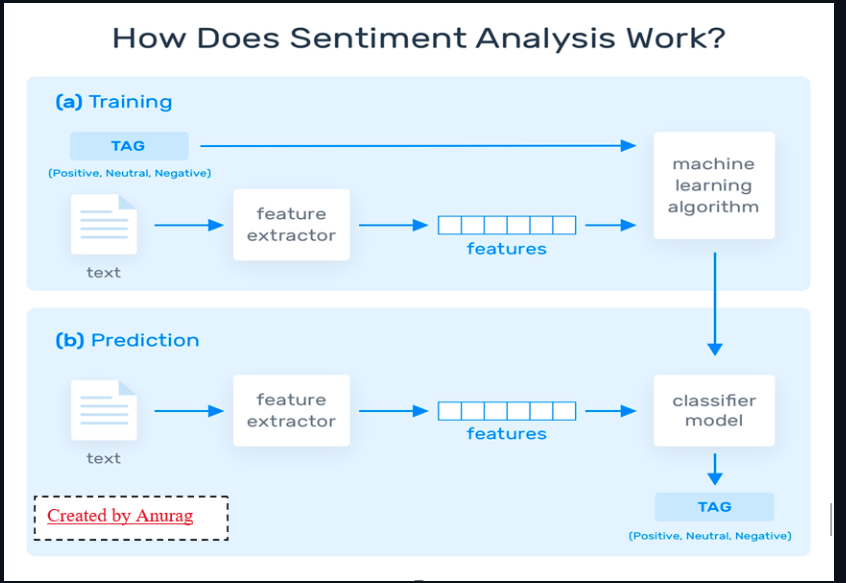 How Does Sentiment Analysis Work?
(a) Training
TAG
(Positive, Neutral, Negative)
text
feature
extractor
features
machine
learning
algorithm
(b) Prediction
text
feature
extractor
features
classifier
model
TAG
(Positive, Neutral, Negative)
Created by Anurag